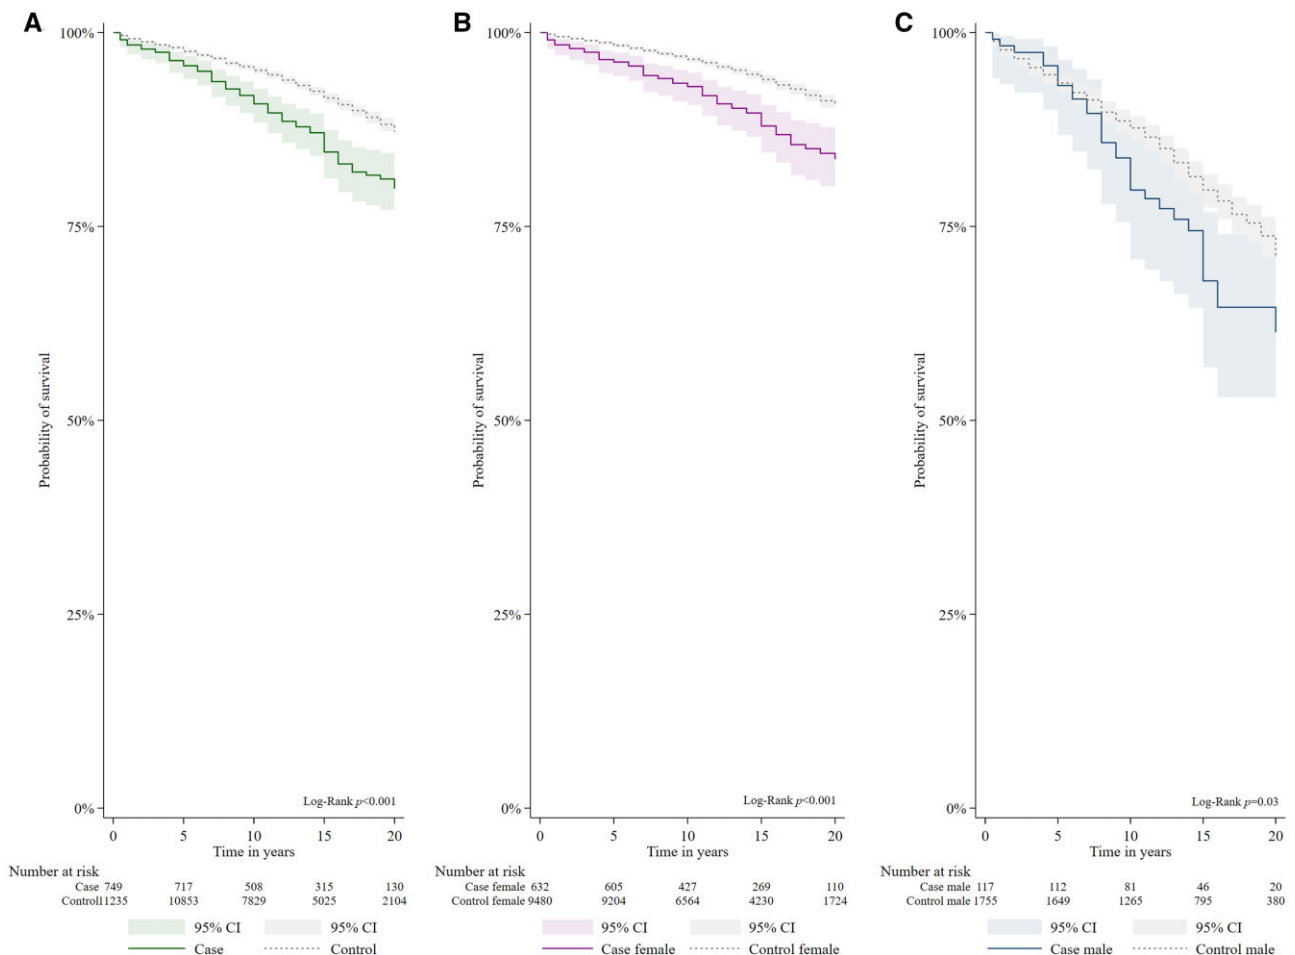 A
100%
75%
50%
25%
0%
Probability of survival
Log-Rank p<0.001
0 5 10 15 20
Time in years
Number at risk
Case 749 717 508 315 130
Control11235 10853 7829 5025 2104
95% CI 95% CI
Case Control
B
100%
75%
50%
25%
0%
Probability of survival
Log-Rank p<0.001
0 5 10 15 20
Time in years
Number at risk
Case female 632 605 427 269 110
Control female 9480 9204 6564 4230 1724
95% CI 95% CI
Case female Control female
C
100%
75%
50%
25%
0%
Probability of survival
Log-Rank p=0.03
0 5 10 15 20
Time in years
Number at risk
Case male 117 112 81 46 20
Control male 1755 1649 1265 795 380
95% CI 95% CI
Case male Control male